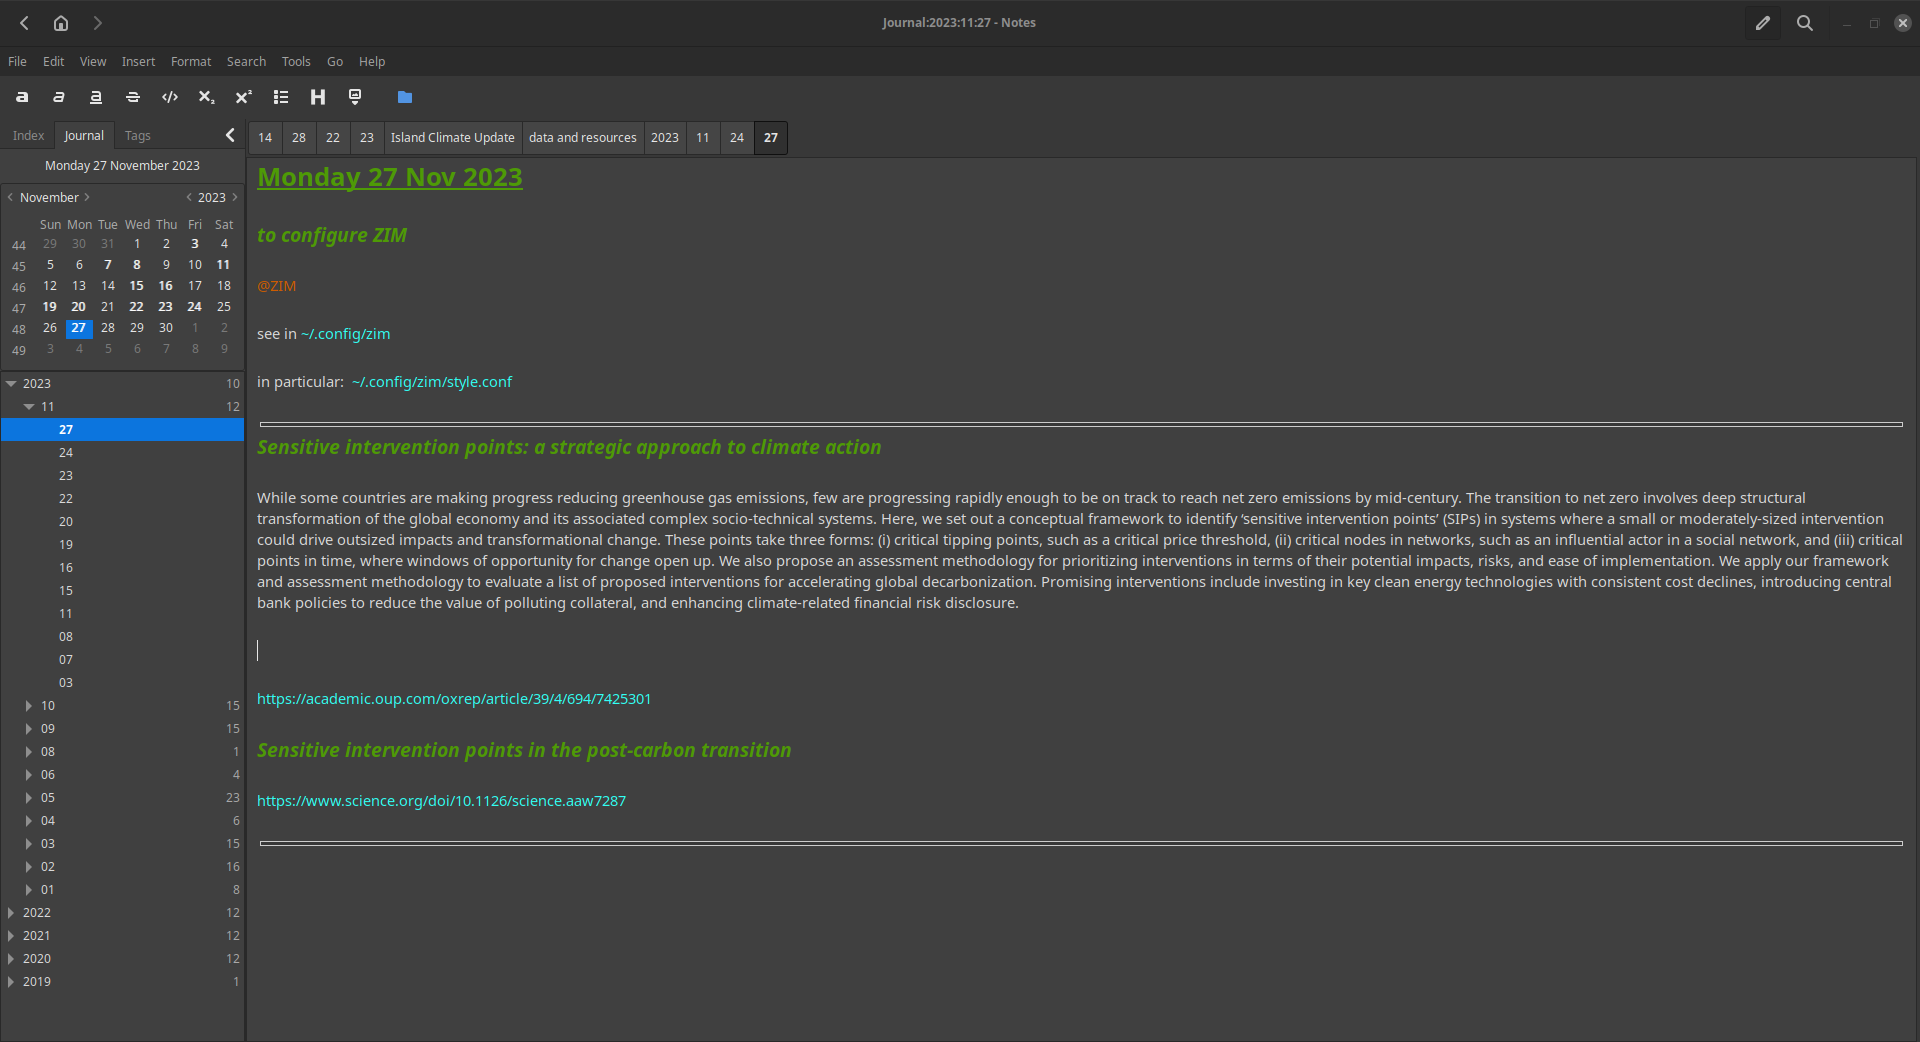 Journal:2023:11:27 - Notes
File Edit View Insert Format Search Tools Go Help
a a a a </> X₂ X² H
Index Journal Tags
14 28 22 23 Island Climate Update data and resources 2023 11 24 27
Monday 27 November 2023
November 2023
Sun Mon Tue Wed Thu Fri Sat
44 29 30 31 1 2 3 4
45 5 6 7 8 9 10 11
46 12 13 14 15 16 17 18
47 19 20 21 22 23 24 25
48 26 27 28 29 30 1 2
49 3 4 5 6 7 8 9
2023 10
11 12
27
24
23
22
20
19
16
15
11
08
07
03
10 15
09 15
08 1
06 4
05 23
04 6
03 15
02 16
01 8
2022 12
2021 12
2020 12
2019 1
Monday 27 Nov 2023
to configure ZIM
@ZIM
see in ~/.config/zim
in particular: ~/.config/zim/style.conf
Sensitive intervention points: a strategic approach to climate action
While some countries are making progress reducing greenhouse gas emissions, few are progressing rapidly enough to be on track to reach net zero emissions by mid-century. The transition to net zero involves deep structural
transformation of the global economy and its associated complex socio-technical systems. Here, we set out a conceptual framework to identify ‘sensitive intervention points’ (SIPs) in systems where a small or moderately-sized intervention
could drive outsized impacts and transformational change. These points take three forms: (i) critical tipping points, such as a critical price threshold, (ii) critical nodes in networks, such as an influential actor in a social network, and (iii) critical
points in time, where windows of opportunity for change open up. We also propose an assessment methodology for prioritizing interventions in terms of their potential impacts, risks, and ease of implementation. We apply our framework
and assessment methodology to evaluate a list of proposed interventions for accelerating global decarbonization. Promising interventions include investing in key clean energy technologies with consistent cost declines, introducing central
bank policies to reduce the value of polluting collateral, and enhancing climate-related financial risk disclosure.
https://academic.oup.com/oxrep/article/39/4/694/7425301
Sensitive intervention points in the post-carbon transition
https://www.science.org/doi/10.1126/science.aaw7287